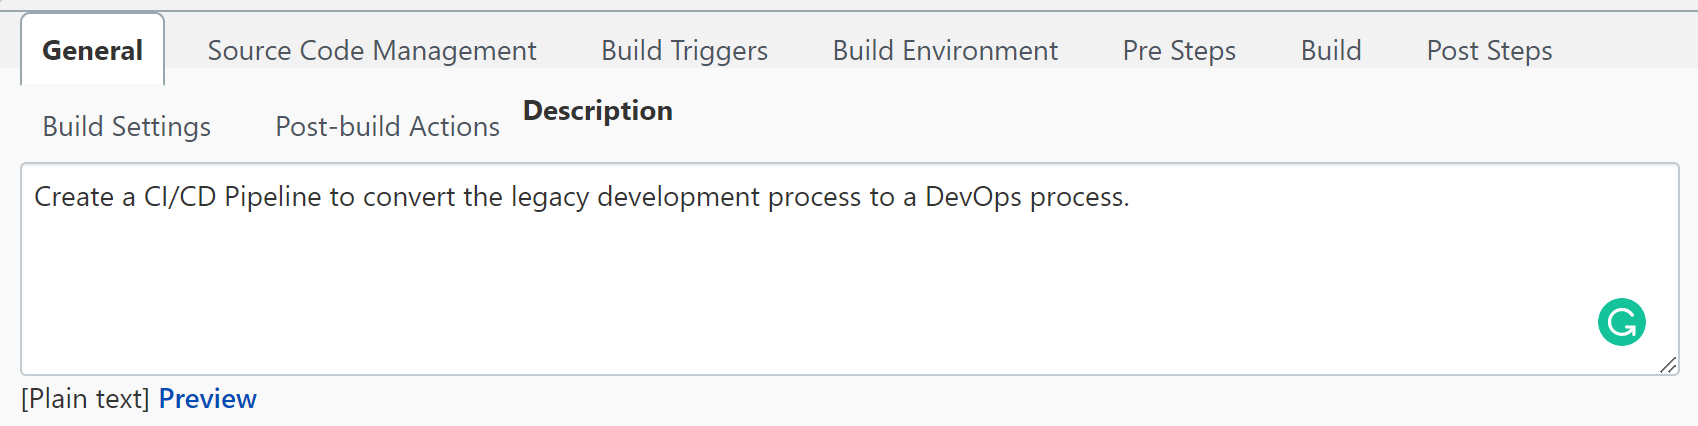 General Source Code Management Build Triggers Build Environment Pre Steps Build Post Steps
Build Settings Post-build Actions Description
Create a CI/CD Pipeline to convert the legacy development process to a DevOps process.
[Plain text] Preview